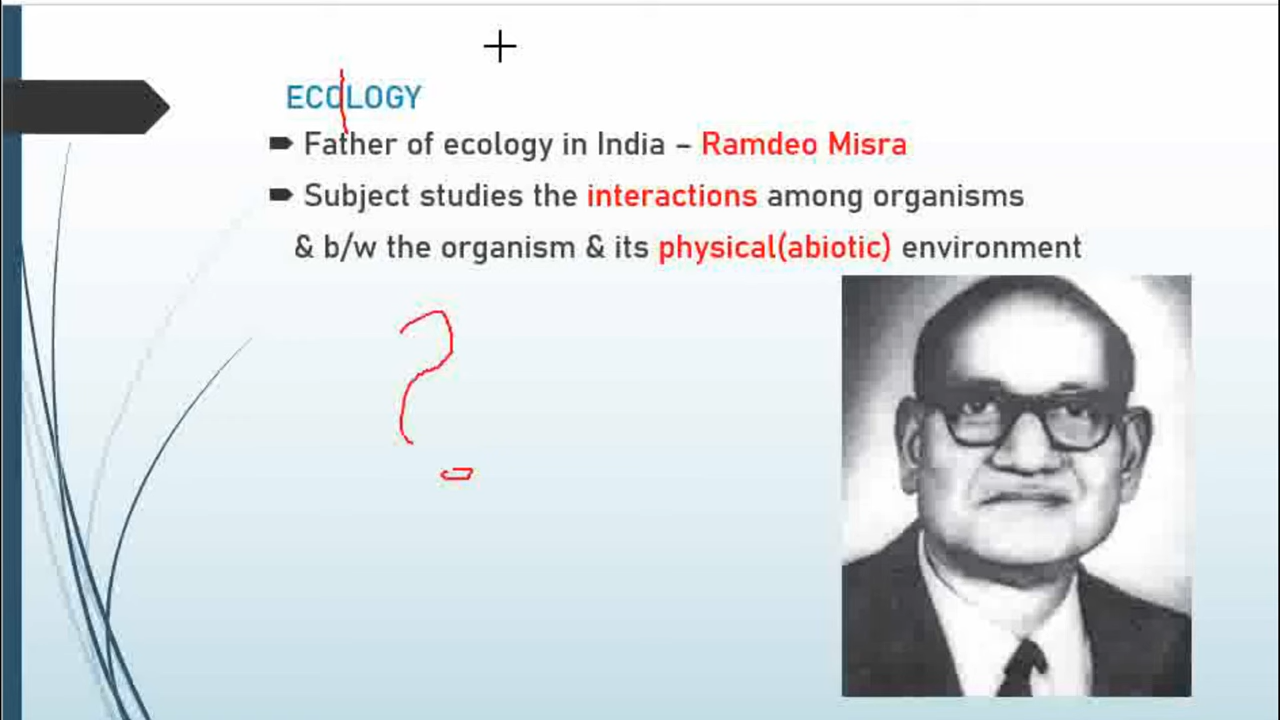 ECOLOGY
Father of ecology in India – Ramdeo Misra
Subject studies the interactions among organisms
& b/w the organism & its physical(abiotic) environment
?